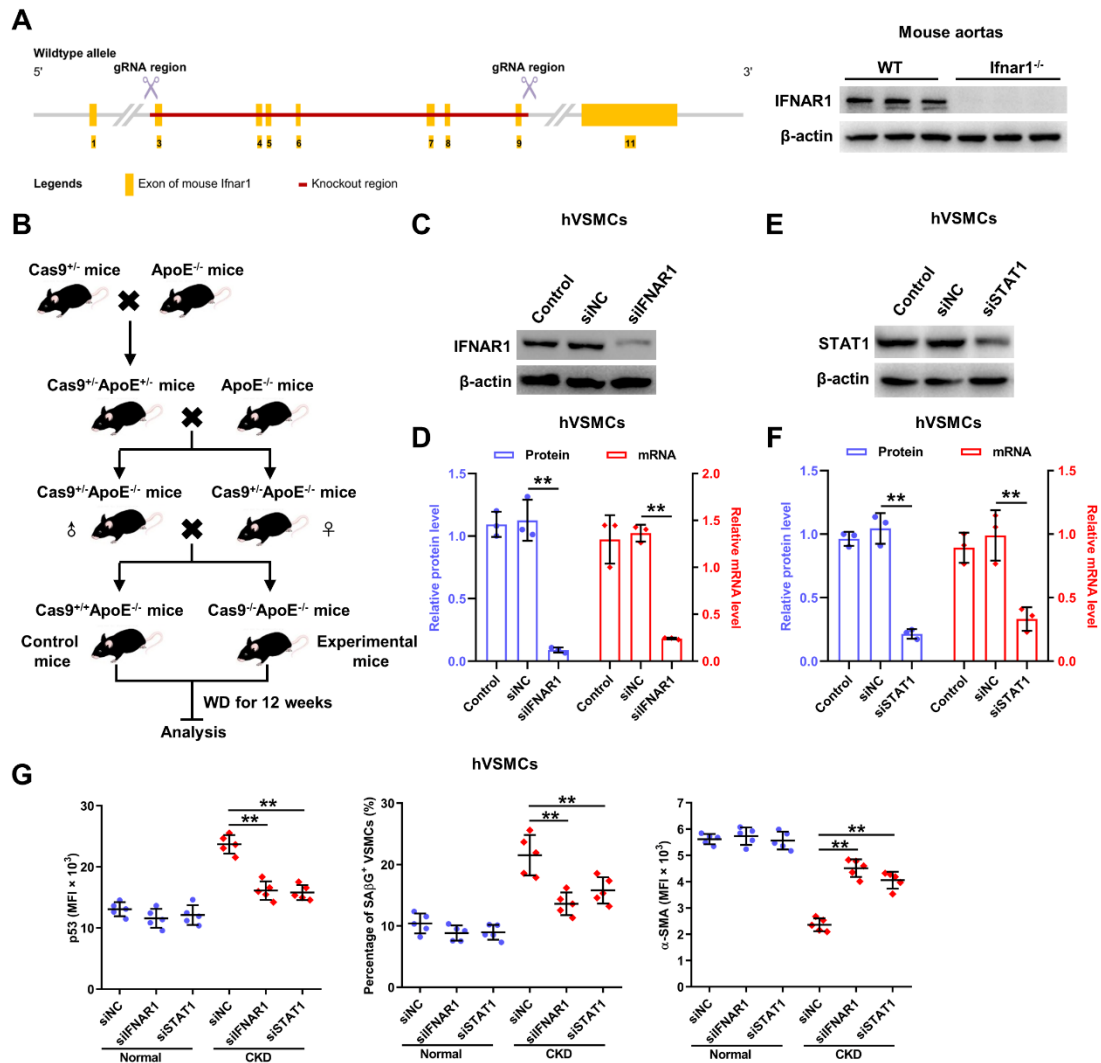 A
Wildtype allele
5'
gRNA region
gRNA region
3'
1
3
4
5
6
7
8
9
11
Legends
Exon of mouse Ifnar1
Knockout region
Mouse aortas
WT
Ifnar1-/-
IFNAR1
β-actin
B
Cas9+/- mice
ApoE-/- mice
Cas9+/-ApoE+/- mice
ApoE-/- mice
Cas9+/-ApoE-/- mice
Cas9+/-ApoE-/- mice
♂
♀
Cas9+/+ApoE-/- mice
Cas9-/-ApoE-/- mice
Control
mice
Experimental
mice
WD for 12 weeks
Analysis
C
hVSMCs
Control
siNC
siIFNAR1
IFNAR1
β-actin
D
hVSMCs
Protein
mRNA
Relative protein level
1.5
1.0
0.5
0.0
**
**
2.0
1.5
1.0
0.5
0.0
Relative mRNA
level
Control
siNC
siIFNAR1
Control
siNC
siIFNAR1
E
hVSMCs
Control
siNC
siSTAT1
STAT1
β-actin
F
hVSMCs
Protein
mRNA
Relative protein level
1.5
1.0
0.5
0.0
**
**
1.5
1.0
0.5
0.0
Relative mRNA
level
Control
siNC
siSTAT1
Control
siNC
siSTAT1
G
hVSMCs
p53 (MFI × 10³)
30
20
10
0
**
**
siNC
siIFNAR1
siSTAT1
siNC
siIFNAR1
siSTAT1
Normal
CKD
Percentage of SAβG+ VSMCs (%)
30
20
10
0
**
**
siNC
siIFNAR1
siSTAT1
siNC
siIFNAR1
siSTAT1
Normal
CKD
α-SMA (MFI × 10³)
7
6
5
4
3
2
1
0
**
**
siNC
siIFNAR1
siSTAT1
siNC
siIFNAR1
siSTAT1
Normal
CKD